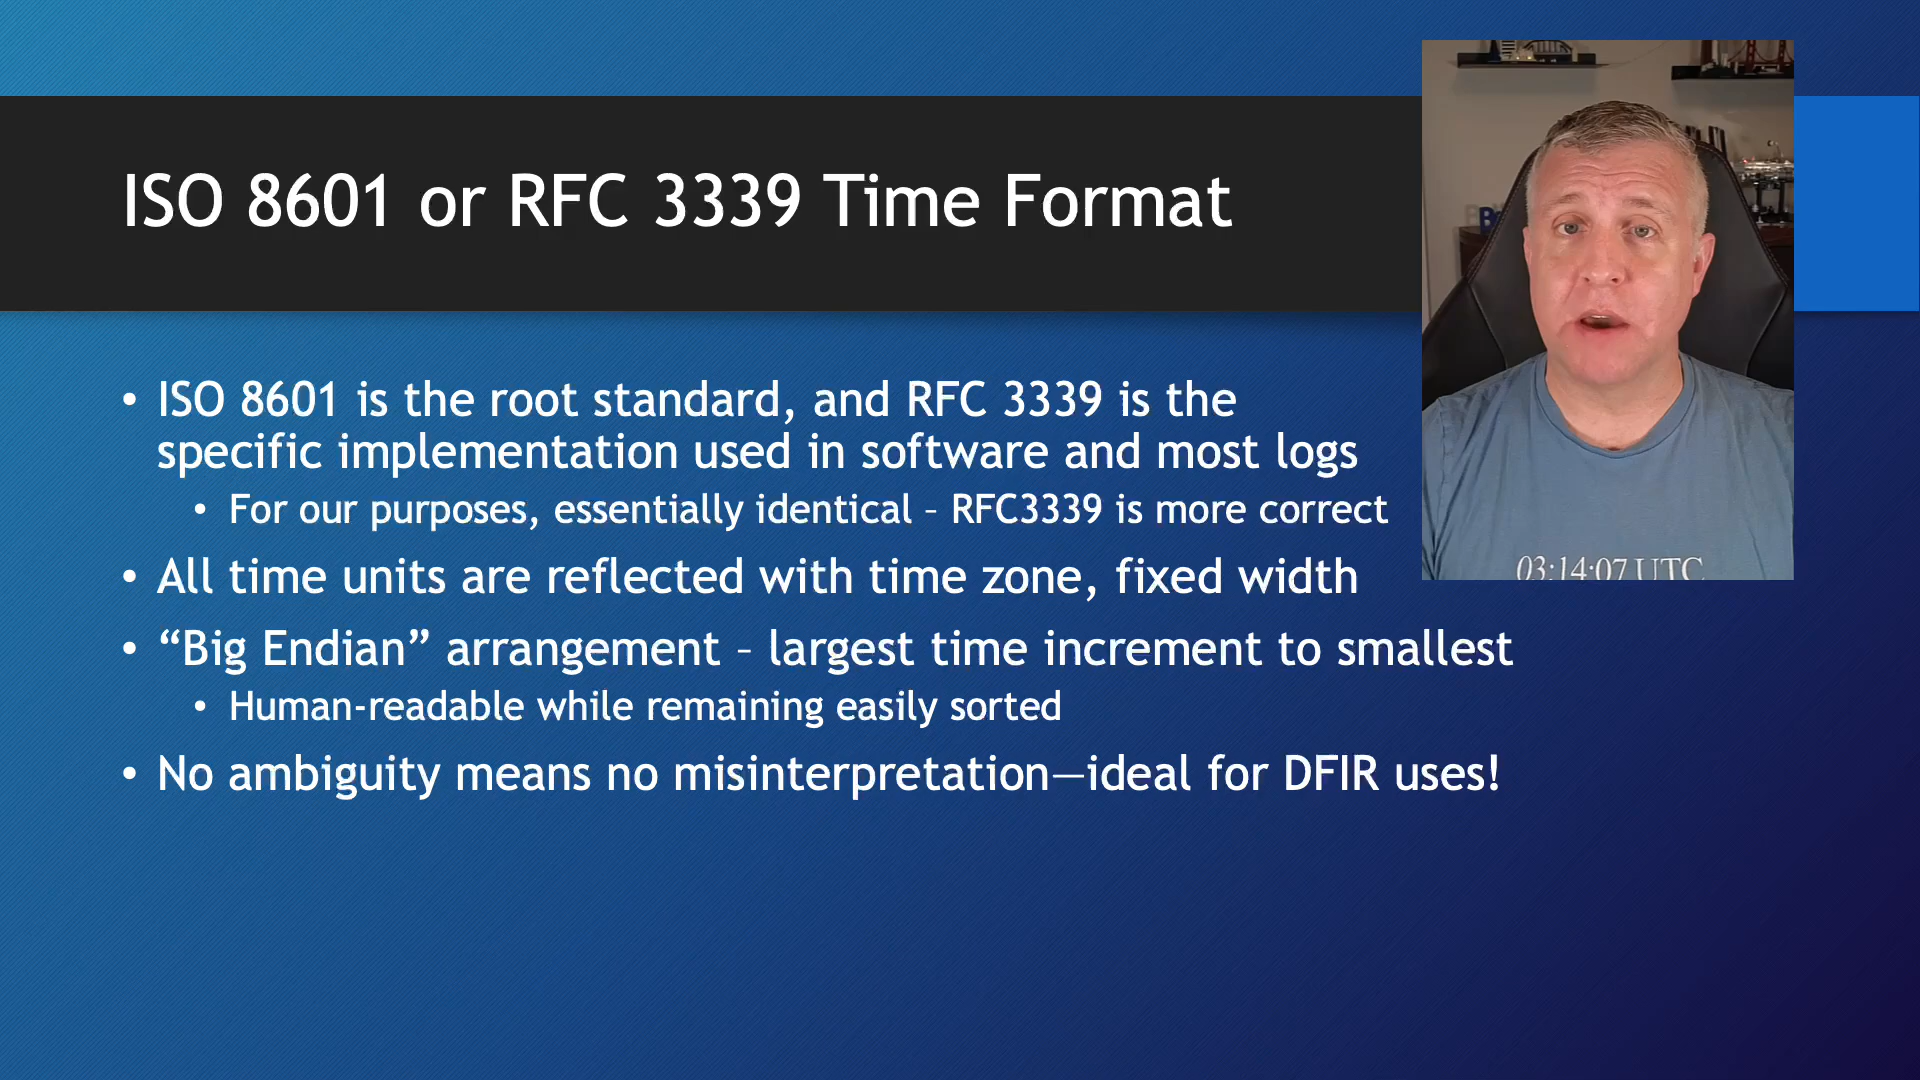 ISO 8601 or RFC 3339 Time Format
• ISO 8601 is the root standard, and RFC 3339 is the
specific implementation used in software and most logs
• For our purposes, essentially identical – RFC3339 is more correct
• All time units are reflected with time zone, fixed width
• “Big Endian” arrangement – largest time increment to smallest
• Human-readable while remaining easily sorted
• No ambiguity means no misinterpretation—ideal for DFIR uses!
03:14:07 UTC